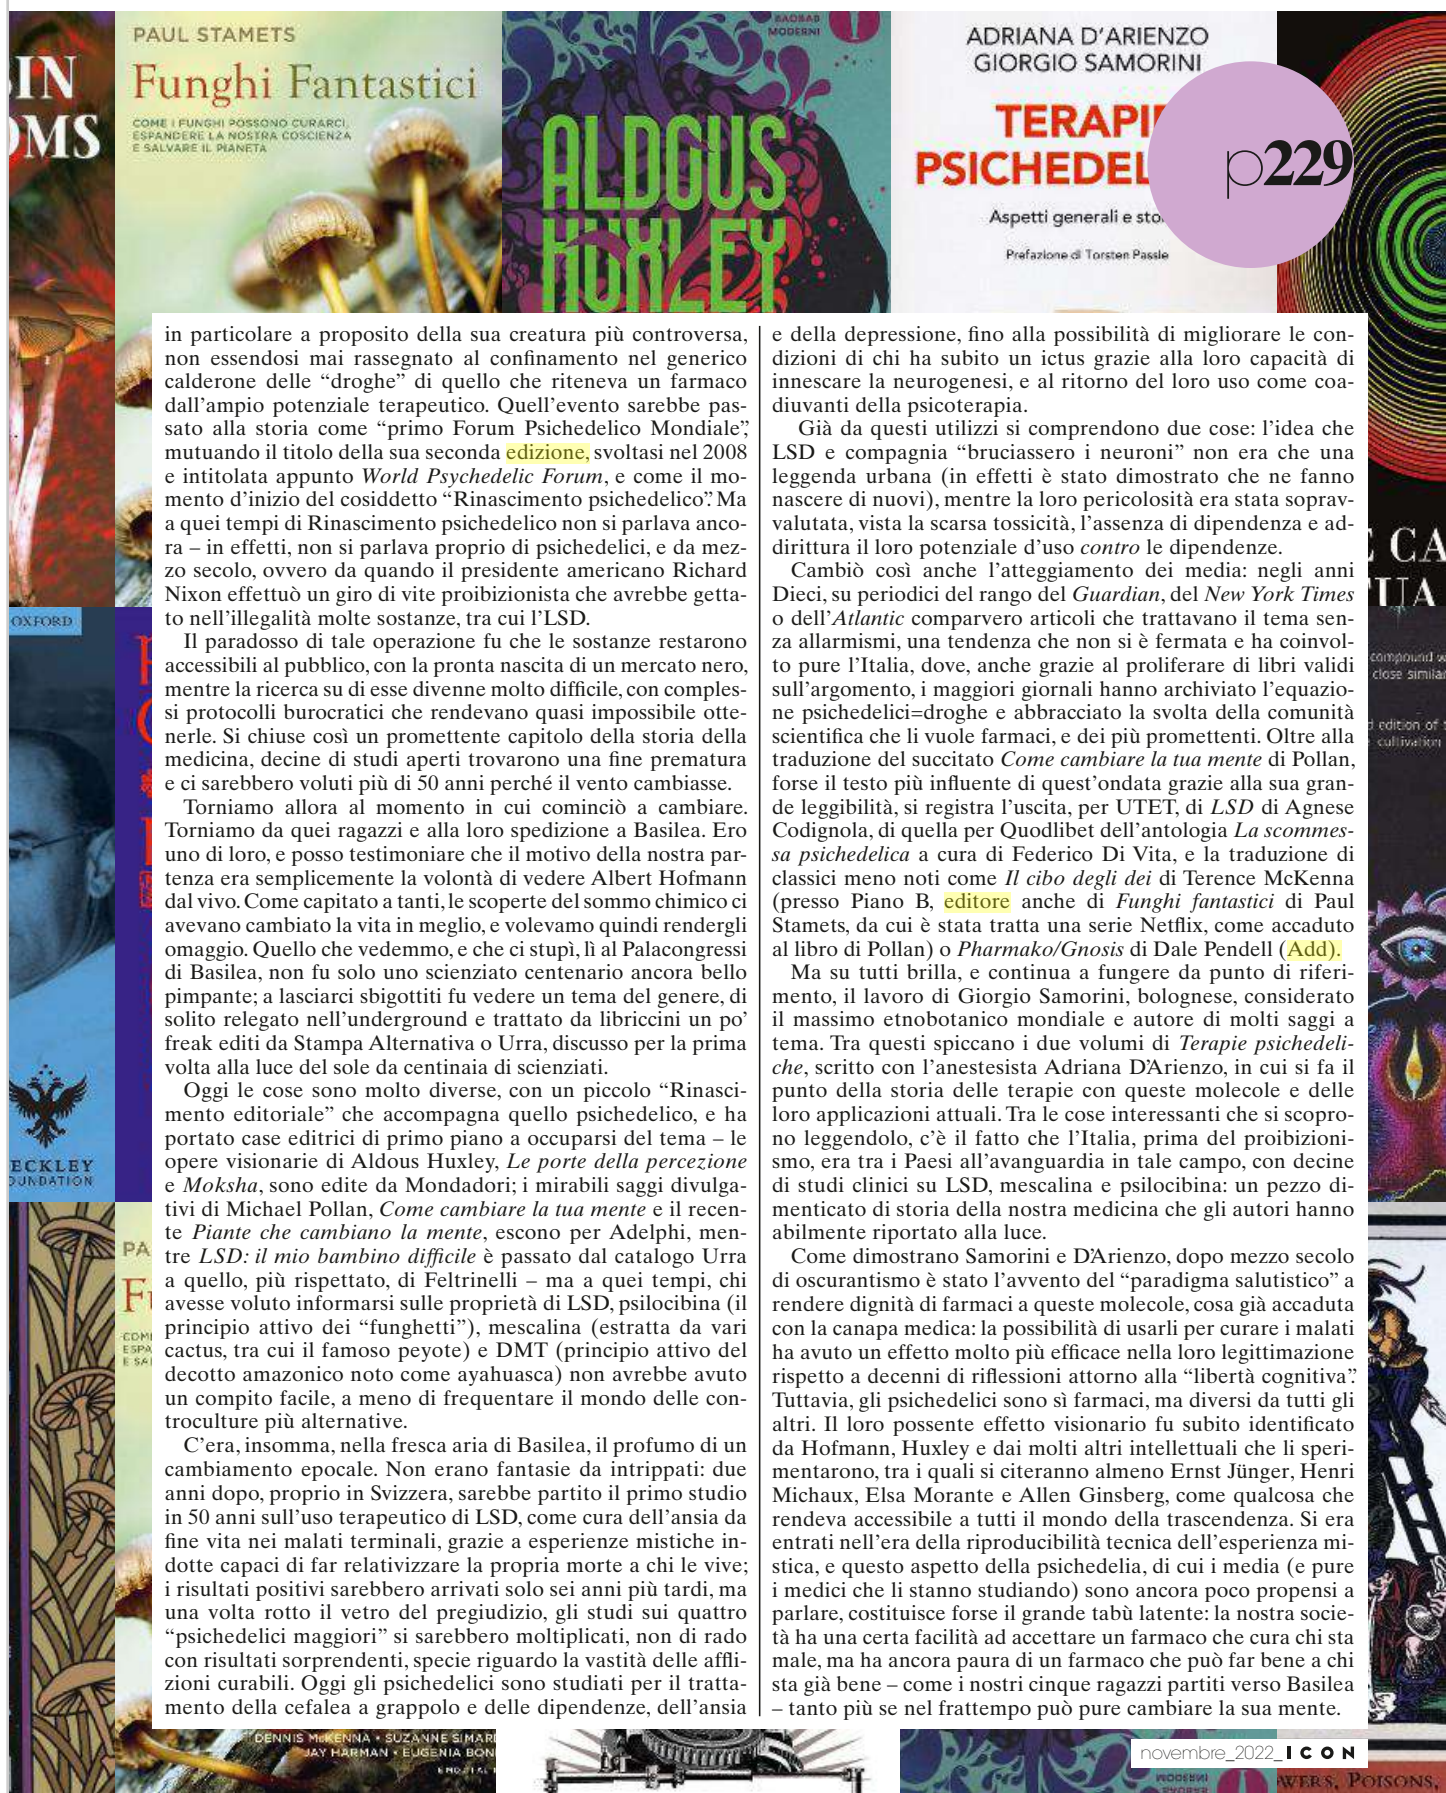 PAUL STAMETS
Funghi Fantastici
COME I FUNGHI POSSONO CURARCI,
ESPANDERE LA NOSTRA COSCIENZA
E SALVARE IL PIANETA
BAOBAB
MODERNI
ALDOUS
HUXLEY
ADRIANA D'ARIENZO
GIORGIO SAMORINI
TERAPIE
PSICHEDEL
Aspetti generali e sto
Prefazione di Torsten Passie
p229
in particolare a proposito della sua creatura più controversa,
non essendosi mai rassegnato al confinamento nel generico
calderone delle “droghe” di quello che riteneva un farmaco
dall'ampio potenziale terapeutico. Quell'evento sarebbe pas-
sato alla storia come “primo Forum Psichedelico Mondiale”,
mutuando il titolo della sua seconda edizione, svoltasi nel 2008
e intitolata appunto World Psychedelic Forum, e come il mo-
mento d'inizio del cosiddetto “Rinascimento psichedelico”. Ma
a quei tempi di Rinascimento psichedelico non si parlava anco-
ra – in effetti, non si parlava proprio di psichedelici, e da mez-
zo secolo, ovvero da quando il presidente americano Richard
Nixon effettuò un giro di vite proibizionista che avrebbe getta-
to nell'illegalità molte sostanze, tra cui l'LSD.
Il paradosso di tale operazione fu che le sostanze restarono
accessibili al pubblico, con la pronta nascita di un mercato nero,
mentre la ricerca su di esse divenne molto difficile, con comples-
si protocolli burocratici che rendevano quasi impossibile otte-
nerle. Si chiuse così un promettente capitolo della storia della
medicina, decine di studi aperti trovarono una fine prematura
e ci sarebbero voluti più di 50 anni perché il vento cambiasse.
Torniamo allora al momento in cui cominciò a cambiare.
Torniamo da quei ragazzi e alla loro spedizione a Basilea. Ero
uno di loro, e posso testimoniare che il motivo della nostra par-
tenza era semplicemente la volontà di vedere Albert Hofmann
dal vivo. Come capitato a tanti, le scoperte del sommo chimico ci
avevano cambiato la vita in meglio, e volevamo quindi rendergli
omaggio. Quello che vedemmo, e che ci stupì, lì al Palacongressi
di Basilea, non fu solo uno scienziato centenario ancora bello
pimpante; a lasciarci sbigottiti fu vedere un tema del genere, di
solito relegato nell'underground e trattato da libriccini un po'
freak editi da Stampa Alternativa o Urra, discusso per la prima
volta alla luce del sole da centinaia di scienziati.
Oggi le cose sono molto diverse, con un piccolo “Rinasci-
mento editoriale” che accompagna quello psichedelico, e ha
portato case editrici di primo piano a occuparsi del tema – le
opere visionarie di Aldous Huxley, Le porte della percezione
e Moksha, sono edite da Mondadori; i mirabili saggi divulga-
tivi di Michael Pollan, Come cambiare la tua mente e il recen-
te Piante che cambiano la mente, escono per Adelphi, men-
tre LSD: il mio bambino difficile è passato dal catalogo Urra
a quello, più rispettato, di Feltrinelli – ma a quei tempi, chi
avesse voluto informarsi sulle proprietà di LSD, psilocibina (il
principio attivo dei “funghetti”), mescalina (estratta da vari
cactus, tra cui il famoso peyote) e DMT (principio attivo del
decotto amazonico noto come ayahuasca) non avrebbe avuto
un compito facile, a meno di frequentare il mondo delle con-
troculture più alternative.
C'era, insomma, nella fresca aria di Basilea, il profumo di un
cambiamento epocale. Non erano fantasie da intrippati: due
anni dopo, proprio in Svizzera, sarebbe partito il primo studio
in 50 anni sull'uso terapeutico di LSD, come cura dell'ansia da
fine vita nei malati terminali, grazie a esperienze mistiche in-
dotte capaci di far relativizzare la propria morte a chi le vive;
i risultati positivi sarebbero arrivati solo sei anni più tardi, ma
una volta rotto il vetro del pregiudizio, gli studi sui quattro
“psichedelici maggiori” si sarebbero moltiplicati, non di rado
con risultati sorprendenti, specie riguardo la vastità delle affli-
zioni curabili. Oggi gli psichedelici sono studiati per il tratta-
mento della cefalea a grappolo e delle dipendenze, dell'ansia
e della depressione, fino alla possibilità di migliorare le con-
dizioni di chi ha subito un ictus grazie alla loro capacità di
innescare la neurogenesi, e al ritorno del loro uso come coa-
diuvanti della psicoterapia.
Già da questi utilizzi si comprendono due cose: l'idea che
LSD e compagnia “bruciassero i neuroni” non era che una
leggenda urbana (in effetti è stato dimostrato che ne fanno
nascere di nuovi), mentre la loro pericolosità era stata soprav-
valutata, vista la scarsa tossicità, l'assenza di dipendenza e ad-
dirittura il loro potenziale d'uso contro le dipendenze.
Cambiò così anche l'atteggiamento dei media: negli anni
Dieci, su periodici del rango del Guardian, del New York Times
o dell'Atlantic comparvero articoli che trattavano il tema sen-
za allarmismi, una tendenza che non si è fermata e ha coinvol-
to pure l'Italia, dove, anche grazie al proliferare di libri validi
sull'argomento, i maggiori giornali hanno archiviato l'equazio-
ne psichedelici=droghe e abbracciato la svolta della comunità
scientifica che li vuole farmaci, e dei più promettenti. Oltre alla
traduzione del succitato Come cambiare la tua mente di Pollan,
forse il testo più influente di quest'ondata grazie alla sua gran-
de leggibilità, si registra l'uscita, per UTET, di LSD di Agnese
Codignola, di quella per Quodlibet dell'antologia La scommes-
sa psichedelica a cura di Federico Di Vita, e la traduzione di
classici meno noti come Il cibo degli dei di Terence McKenna
(presso Piano B, editore anche di Funghi fantastici di Paul
Stamets, da cui è stata tratta una serie Netflix, come accaduto
al libro di Pollan) o Pharmako/Gnosis di Dale Pendell (Add).
Ma su tutti brilla, e continua a fungere da punto di riferi-
mento, il lavoro di Giorgio Samorini, bolognese, considerato
il massimo etnobotanico mondiale e autore di molti saggi a
tema. Tra questi spiccano i due volumi di Terapie psichedeli-
che, scritto con l'anestesista Adriana D'Arienzo, in cui si fa il
punto della storia delle terapie con queste molecole e delle
loro applicazioni attuali. Tra le cose interessanti che si scopro-
no leggendolo, c'è il fatto che l'Italia, prima del proibizioni-
smo, era tra i Paesi all'avanguardia in tale campo, con decine
di studi clinici su LSD, mescalina e psilocibina: un pezzo di-
menticato di storia della nostra medicina che gli autori hanno
abilmente riportato alla luce.
Come dimostrano Samorini e D'Arienzo, dopo mezzo secolo
di oscurantismo è stato l'avvento del “paradigma salutistico” a
rendere dignità di farmaci a queste molecole, cosa già accaduta
con la canapa medica: la possibilità di usarli per curare i malati
ha avuto un effetto molto più efficace nella loro legittimazione
rispetto a decenni di riflessioni attorno alla “libertà cognitiva”.
Tuttavia, gli psichedelici sono sì farmaci, ma diversi da tutti gli
altri. Il loro possente effetto visionario fu subito identificato
da Hofmann, Huxley e dai molti altri intellettuali che li speri-
mentarono, tra i quali si citeranno almeno Ernst Jünger, Henri
Michaux, Elsa Morante e Allen Ginsberg, come qualcosa che
rendeva accessibile a tutti il mondo della trascendenza. Si era
entrati nell'era della riproducibilità tecnica dell'esperienza mi-
stica, e questo aspetto della psichedelia, di cui i media (e pure
i medici che li stanno studiando) sono ancora poco propensi a
parlare, costituisce forse il grande tabù latente: la nostra socie-
tà ha una certa facilità ad accettare un farmaco che cura chi sta
male, ma ha ancora paura di un farmaco che può far bene a chi
sta già bene – come i nostri cinque ragazzi partiti verso Basilea
– tanto più se nel frattempo può pure cambiare la sua mente.
IN
OMS
OXFORD
ECKLEY
OUNDATION
PA
COM
ESPA
E SA
E CA
TUA
compound w
close similar
edition of
cultivation
DENNIS McKENNA • SUZANNE SIMAR
JAY HARMAN • EUGENIA BON
novembre_2022_ICON
MODERNI
BAOBAB
WERS, POISONS,